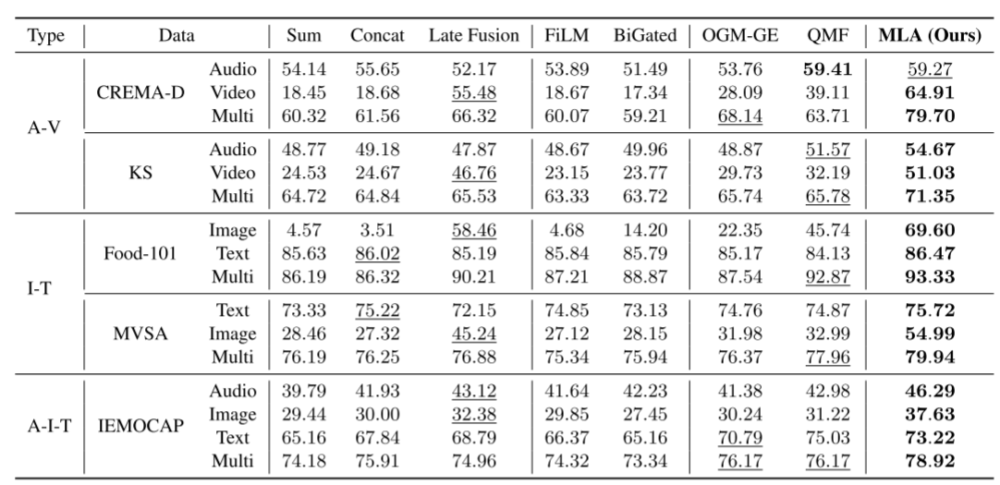 Type Data Sum Concat Late Fusion FiLM BiGated OGM-GE QMF MLA (Ours)
Audio 54.14 55.65 52.17 53.89 51.49 53.76 59.41 59.27
CREMA-D Video 18.45 18.68 55.48 18.67 17.34 28.09 39.11 64.91
Multi 60.32 61.56 66.32 60.07 59.21 68.14 63.71 79.70
A-V
Audio 48.77 49.18 47.87 48.67 49.96 48.87 51.57 54.67
KS Video 24.53 24.67 46.76 23.15 23.77 29.73 32.19 51.03
Multi 64.72 64.84 65.53 63.33 63.72 65.74 65.78 71.35
Image 4.57 3.51 58.46 4.68 14.20 22.35 45.74 69.60
Food-101 Text 85.63 86.02 85.19 85.84 85.79 85.17 84.13 86.47
Multi 86.19 86.32 90.21 87.21 88.87 87.54 92.87 93.33
I-T
Text 73.33 75.22 72.15 74.85 73.13 74.76 74.87 75.72
MVSA Image 28.46 27.32 45.24 27.12 28.15 31.98 32.99 54.99
Multi 76.19 76.25 76.88 75.34 75.94 76.37 77.96 79.94
Audio 39.79 41.93 43.12 41.64 42.23 41.38 42.98 46.29
Image 29.44 30.00 32.38 29.85 27.45 30.24 31.22 37.63
A-I-T IEMOCAP
Text 65.16 67.84 68.79 66.37 65.16 70.79 75.03 73.22
Multi 74.18 75.91 74.96 74.32 73.34 76.17 76.17 78.92